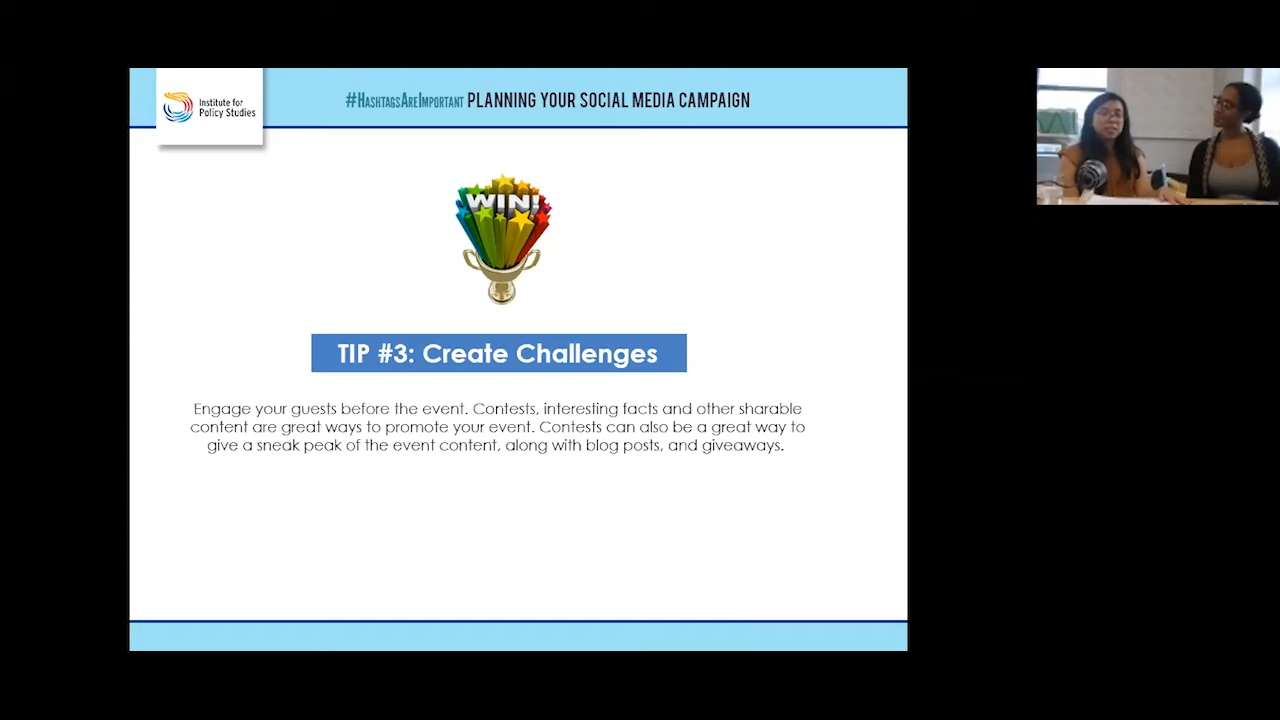 Institute for
Policy Studies
#HashtagsAreImportant PLANNING YOUR SOCIAL MEDIA CAMPAIGN
WIN!
TIP #3: Create Challenges
Engage your guests before the event. Contests, interesting facts and other sharable
content are great ways to promote your event. Contests can also be a great way to
give a sneak peak of the event content, along with blog posts, and giveaways.